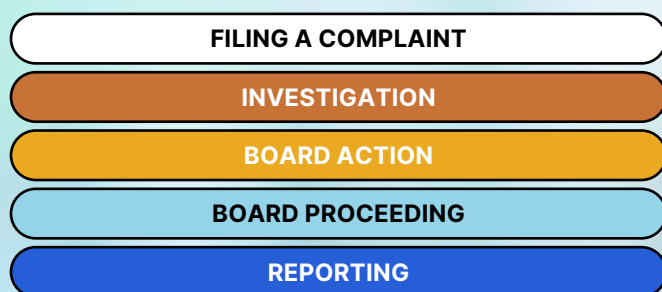 FILING A COMPLAINT
INVESTIGATION
BOARD ACTION
BOARD PROCEEDING
REPORTING